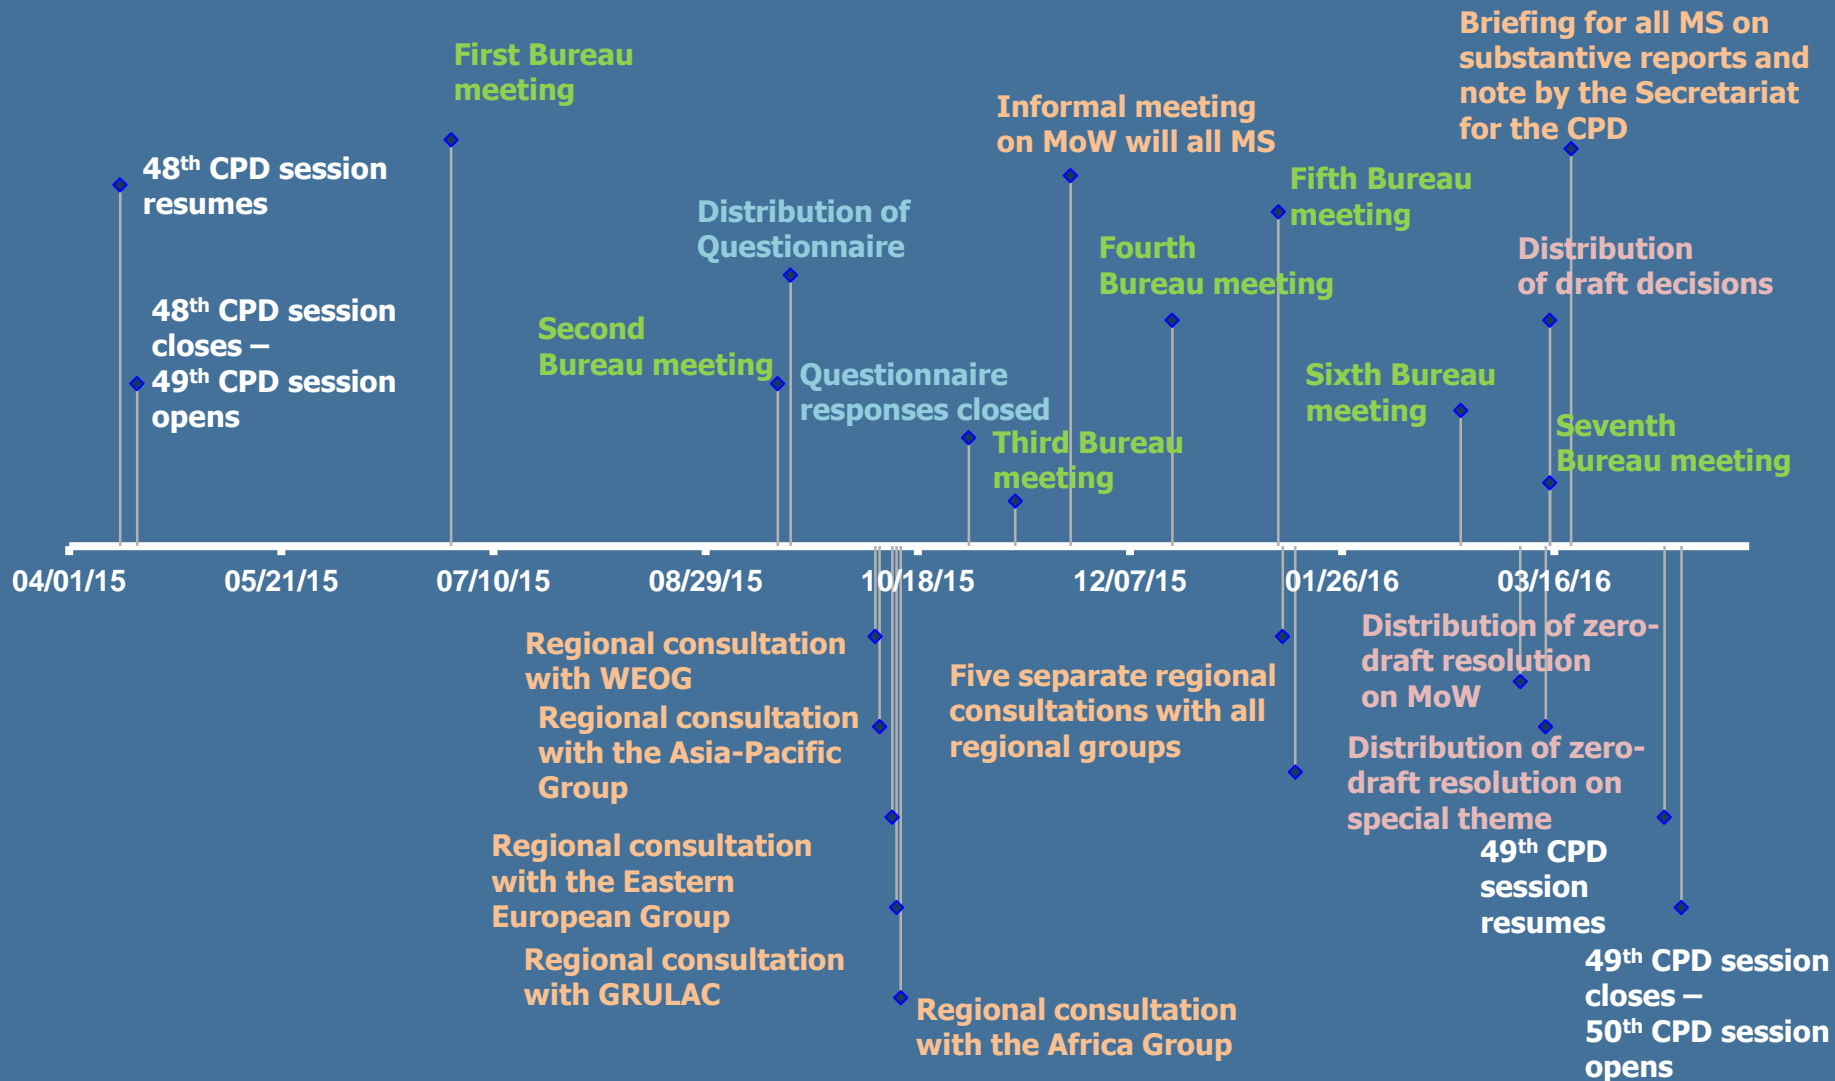 Briefing for all MS on
substantive reports and
note by the Secretariat
for the CPD
First Bureau
meeting
Informal meeting
on MoW will all MS
48th CPD session
resumes
Fifth Bureau
meeting
Distribution of
Questionnaire
Fourth
Bureau meeting
Distribution
of draft decisions
48th CPD session
closes –
49th CPD session
opens
Second
Bureau meeting
Questionnaire
responses closed
Sixth Bureau
meeting
Third Bureau
meeting
Seventh
Bureau meeting
04/01/15 05/21/15 07/10/15 08/29/15 10/18/15 12/07/15 01/26/16 03/16/16
Regional consultation
with WEOG
Regional consultation
with the Asia-Pacific
Group
Regional consultation
with the Eastern
European Group
Regional consultation
with GRULAC
Regional consultation
with the Africa Group
Five separate regional
consultations with all
regional groups
Distribution of zero-
draft resolution
on MoW
Distribution of zero-
draft resolution on
special theme
49th CPD
session
resumes
49th CPD session
closes –
50th CPD session
opens